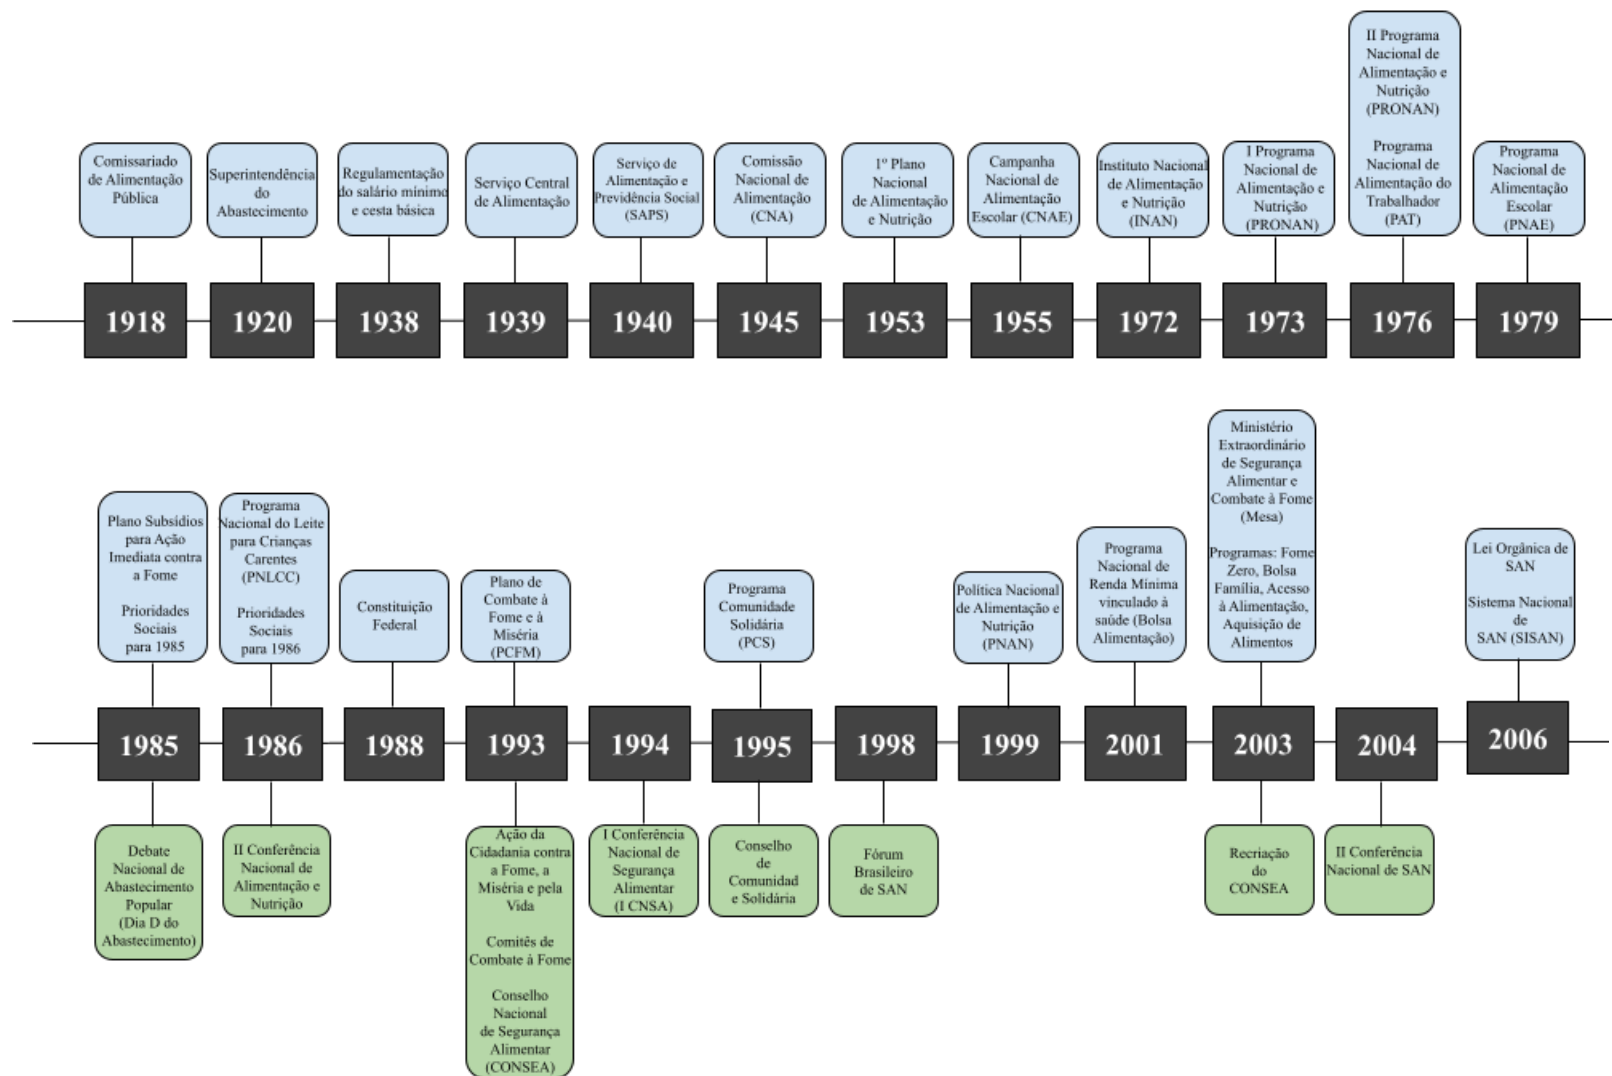 Comissariado
de Alimentação
Pública
Superintendência
do
Abastecimento
Regulamentação
do salário mínimo
e cesta básica
Serviço Central
de Alimentação
Serviço de
Alimentação e
Previdência Social
(SAPS)
Comissão
Nacional de
Alimentação
(CNA)
1º Plano
Nacional
de Alimentação
e Nutrição
Campanha
Nacional de
Alimentação
Escolar (CNAE)
Instituto Nacional
de Alimentação
e Nutrição
(INAN)
I Programa
Nacional de
Alimentação e
Nutrição
(PRONAN)
II Programa
Nacional de
Alimentação e
Nutrição
(PRONAN)
Programa
Nacional de
Alimentação do
Trabalhador
(PAT)
Programa
Nacional de
Alimentação
Escolar
(PNAE)
1918
1920
1938
1939
1940
1945
1953
1955
1972
1973
1976
1979
Plano Subsídios
para Ação
Imediata contra
a Fome
Prioridades
Sociais
para 1985
Programa
Nacional do Leite
para Crianças
Carentes
(PNLCC)
Prioridades
Sociais
para 1986
Constituição
Federal
Plano de
Combate à
Fome e à
Miséria
(PCFM)
Programa
Comunidade
Solidária
(PCS)
Política Nacional
de Alimentação e
Nutrição
(PNAN)
Programa
Nacional de
Renda Mínima
vinculado à
saúde (Bolsa
Alimentação)
Ministério
Extraordinário
de Segurança
Alimentar e
Combate à Fome
(Mesa)
Programas: Fome
Zero, Bolsa
Família, Acesso
à Alimentação,
Aquisição de
Alimentos
Lei Orgânica de
SAN
Sistema Nacional
de
SAN (SISAN)
1985
1986
1988
1993
1994
1995
1998
1999
2001
2003
2004
2006
Debate
Nacional de
Abastecimento
Popular
(Dia D do
Abastecimento)
II Conferência
Nacional de
Alimentação e
Nutrição
Ação da
Cidadania contra
a Fome, a
Miséria e pela
Vida
Comitês de
Combate à Fome
Conselho
Nacional
de Segurança
Alimentar
(CONSEA)
I Conferência
Nacional de
Segurança
Alimentar
(I CNSA)
Conselho
de
Comunidad
e Solidária
Fórum
Brasileiro
de SAN
Recriação
do
CONSEA
II Conferência
Nacional de SAN